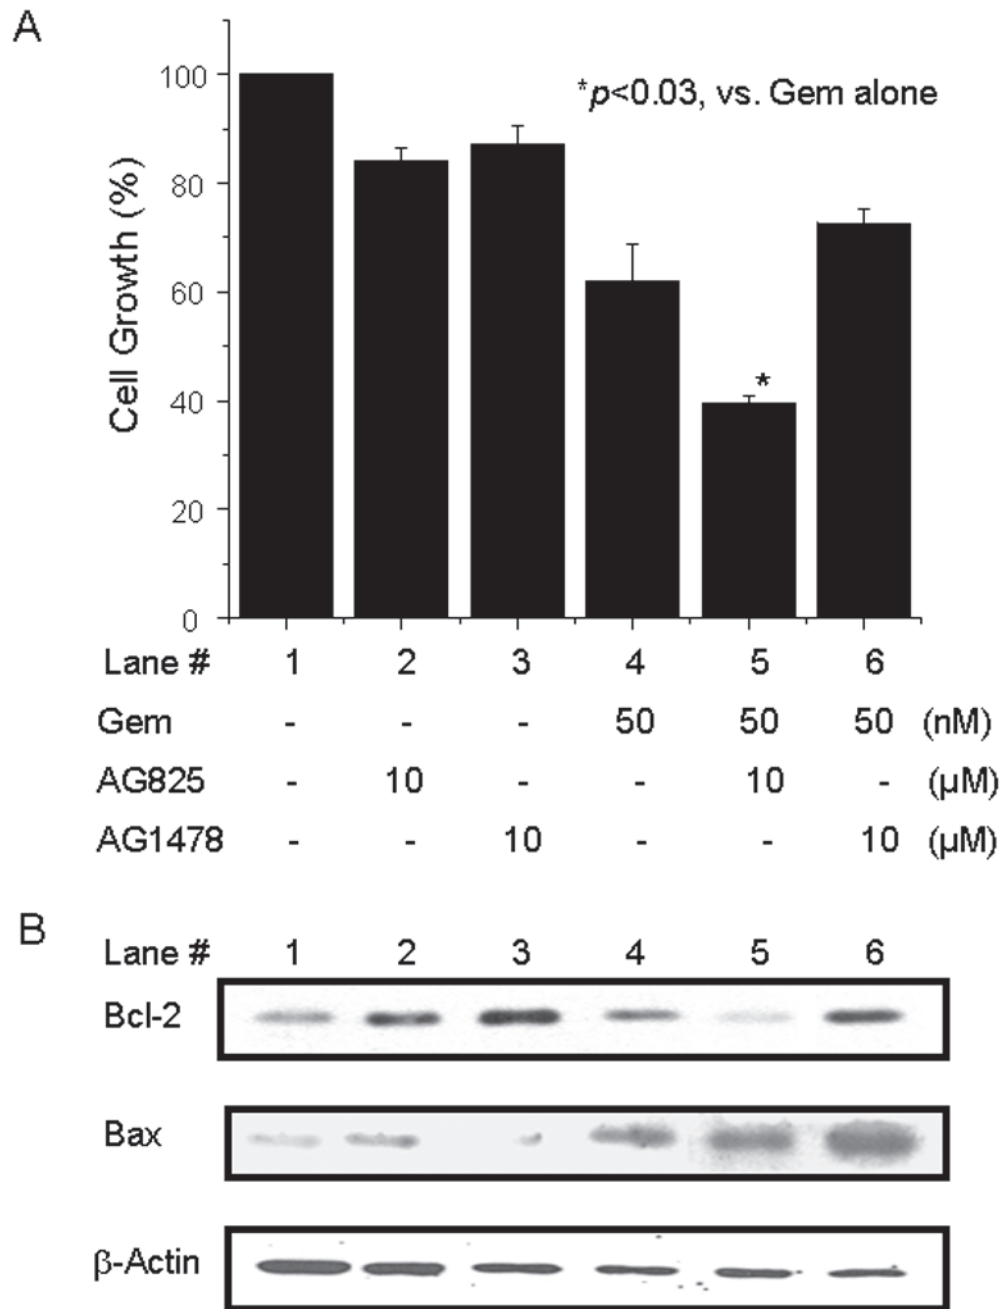 A
*p<0.03, vs. Gem alone
Cell Growth (%)
100
80
60
40
20
0
Lane # 1 2 3 4 5 6
Gem - - - 50 50 50 (nM)
AG825 - 10 - - 10 - (µM)
AG1478 - - 10 - - 10 (µM)
B
Lane # 1 2 3 4 5 6
Bcl-2
Bax
β-Actin